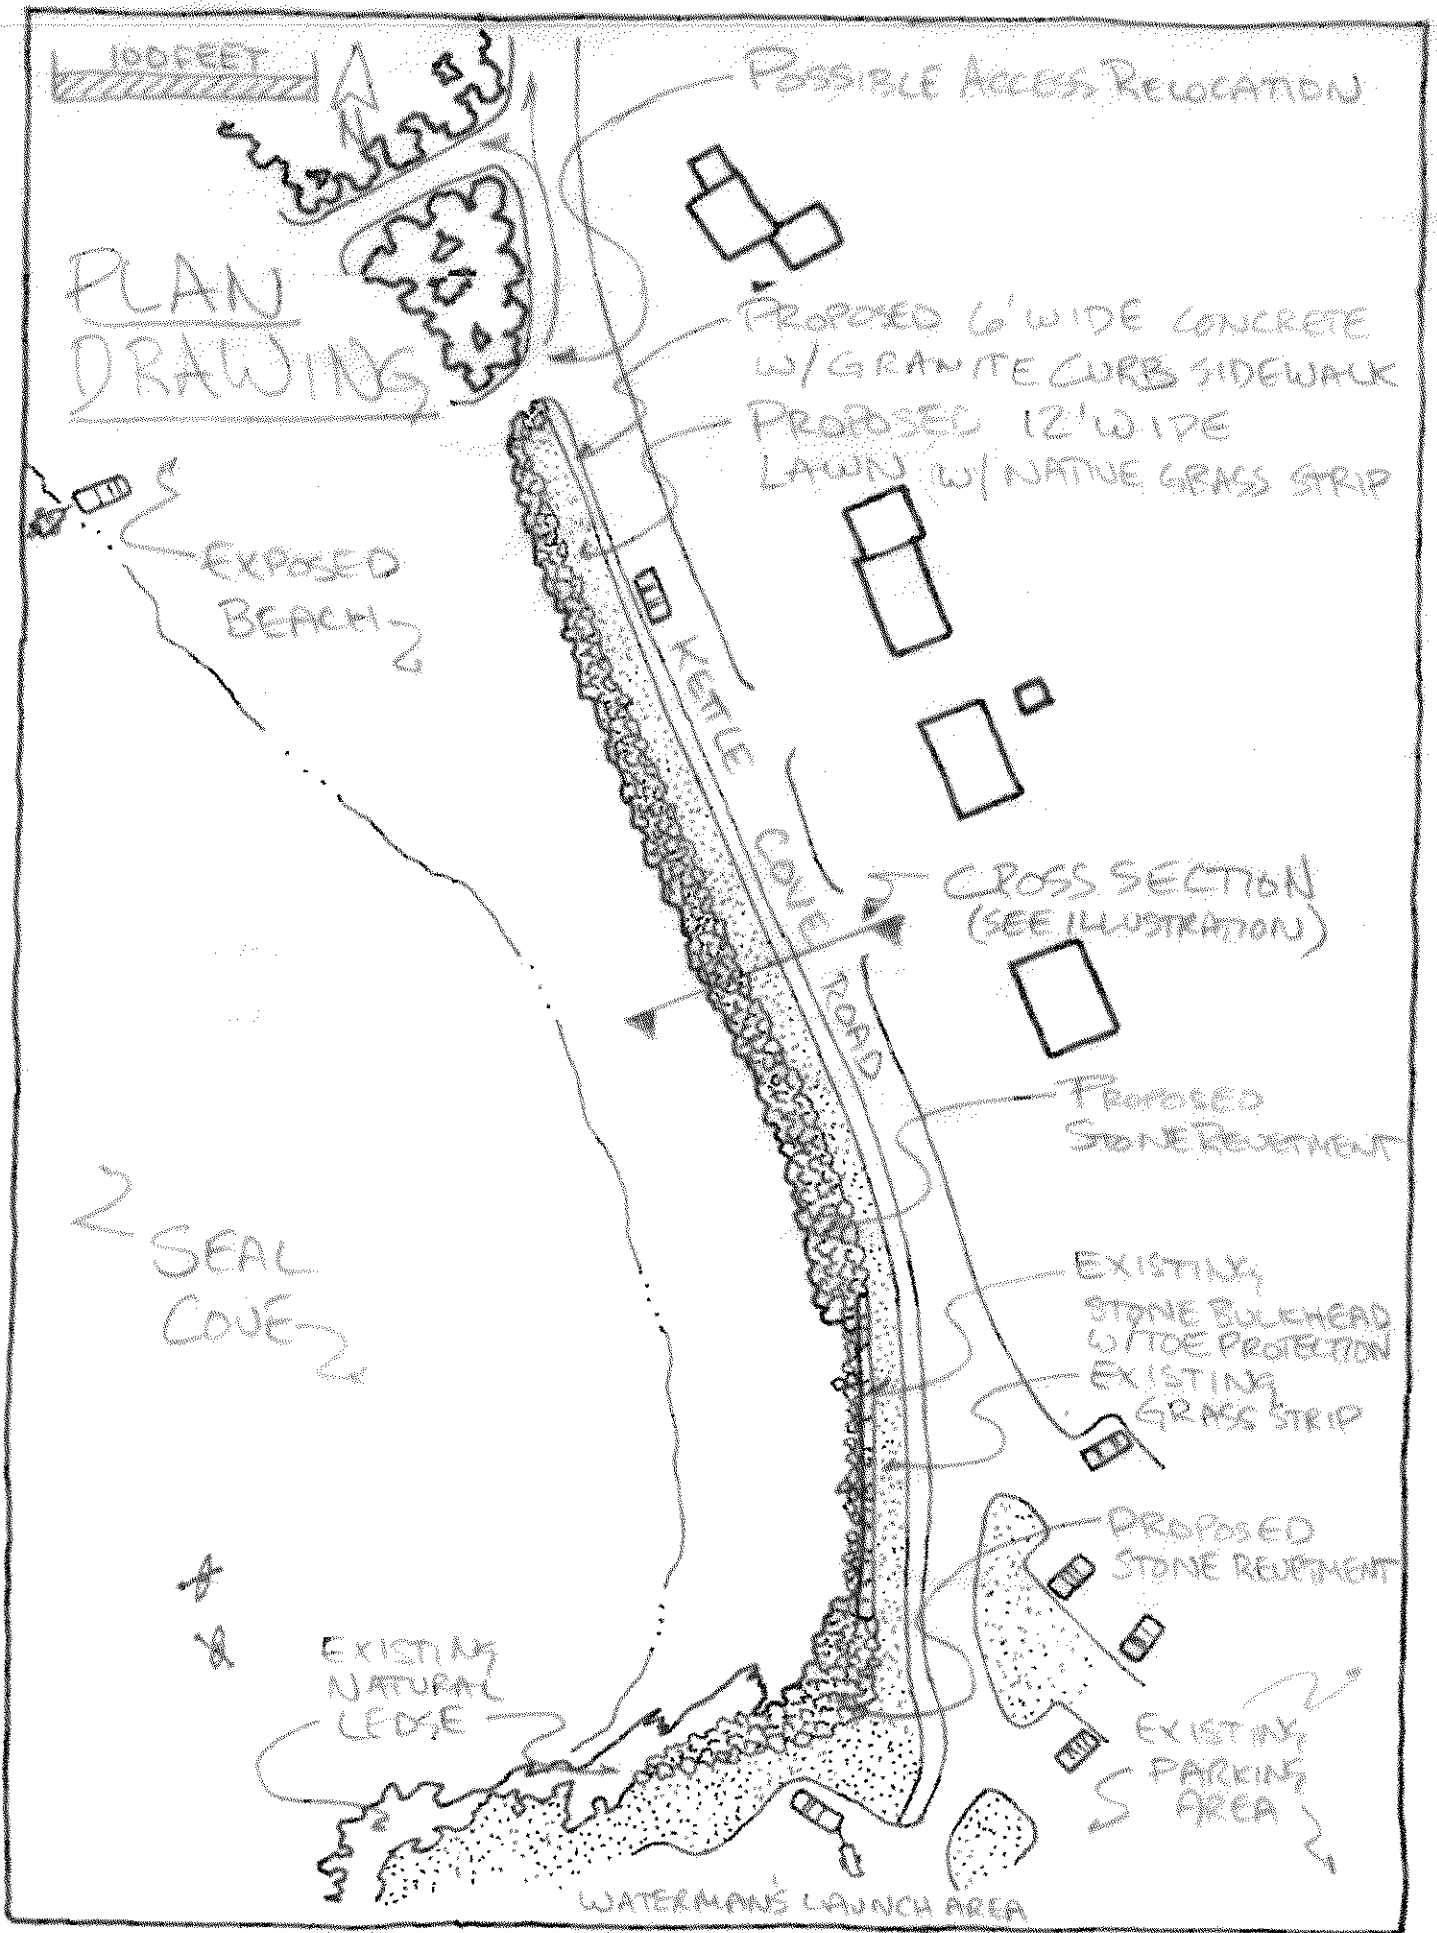 100 FEET
N
POSSIBLE ACCESS RELOCATION
PLAN
DRAWING
PROPOSED 6' WIDE CONCRETE
W/ GRANITE CURB SIDEWALK
PROPOSED 12' WIDE
LAWN W/ NATIVE GRASS STRIP
EXPOSED
BEACH
KETTLE
COVE
ROAD
CROSS SECTION
(SEE ILLUSTRATION)
PROPOSED
STONE REVETMENT
SEAL
COVE
EXISTING
STONE BULKHEAD
W/ TOE PROTECTION
EXISTING
GRASS STRIP
PROPOSED
STONE REVETMENT
EXISTING
NATURAL
LEDGE
EXISTING
PARKING
AREA
WATERMAN'S LAUNCH AREA